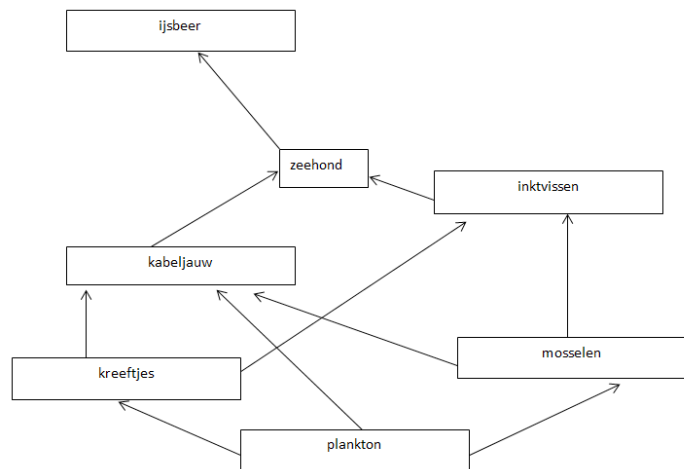 ijsbeer
zeehond
inktvissen
kabeljauw
mosselen
kreeftjes
plankton